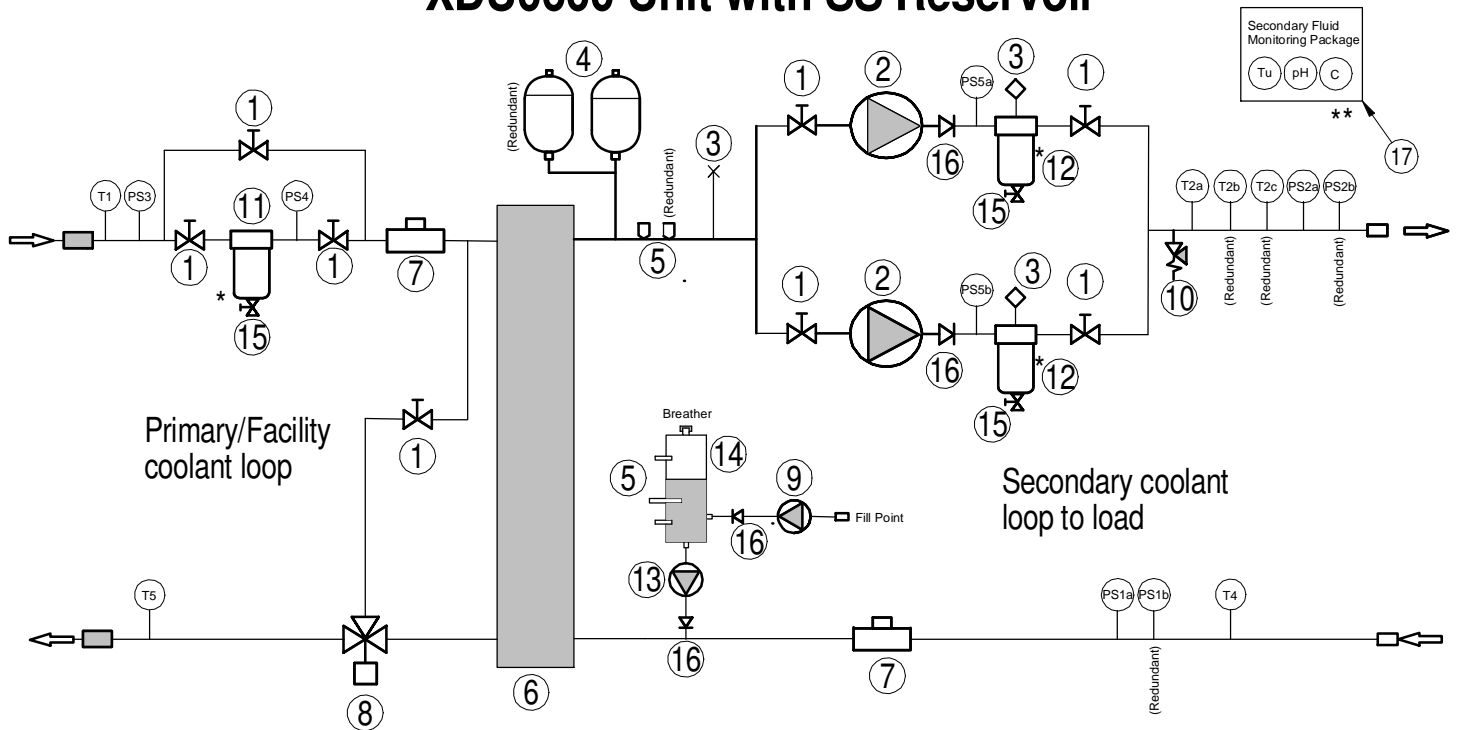 4
3
1
2
PS5a
3
1
Secondary Fluid
Monitoring Package
Tu pH C
**
17
1
(Redundant)
3
(Redundant)
16
*
12
15
T1
PS3
11
PS4
T2a
T2b
T2c
PS2a
PS2b
1
1
7
5
1
2
PS5b
3
1
10
(Redundant)
(Redundant)
(Redundant)
*
15
16
*
12
15
Primary/Facility
coolant loop
1
Breather
14
5
9
Fill Point
16
Secondary coolant
loop to load
13
T5
PS1a
PS1b
T4
16
7
(Redundant)
8
6